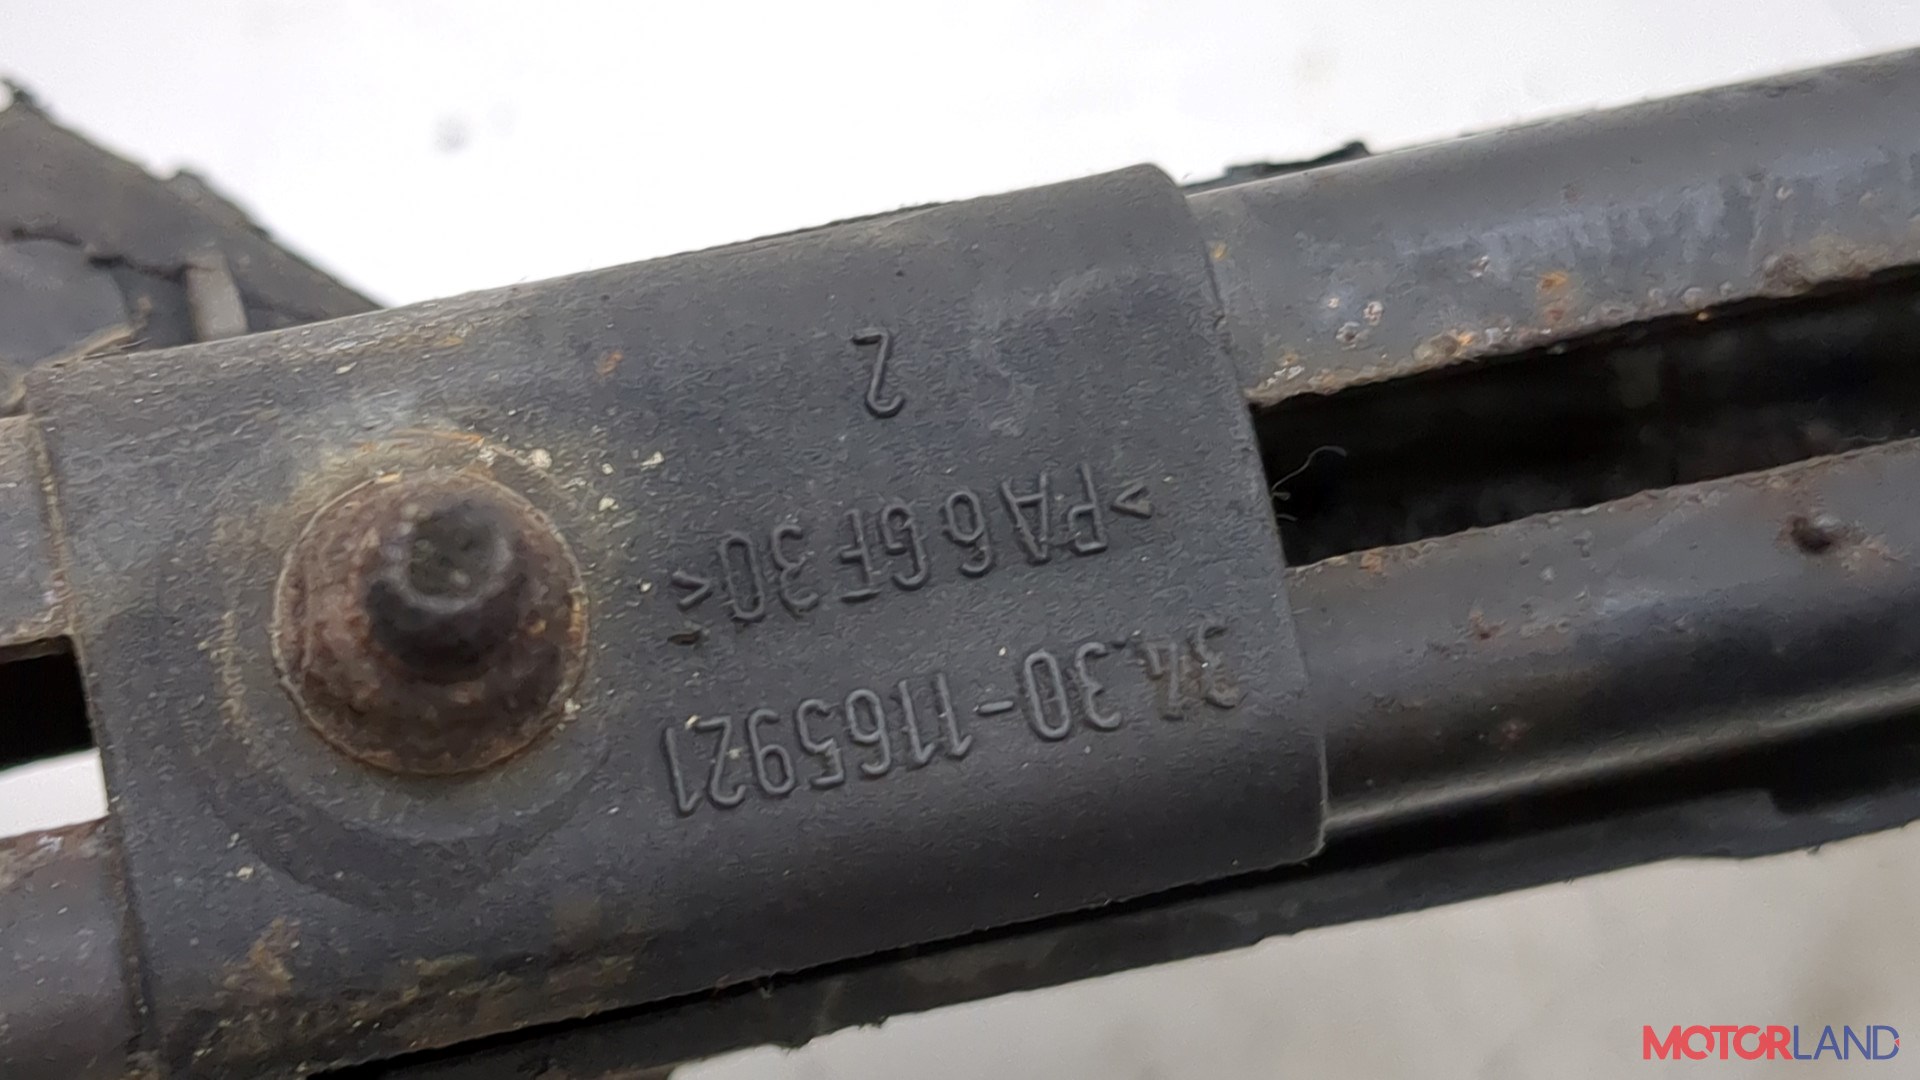 34.30-1165921
>PA6GF30<
2
MOTORLAND